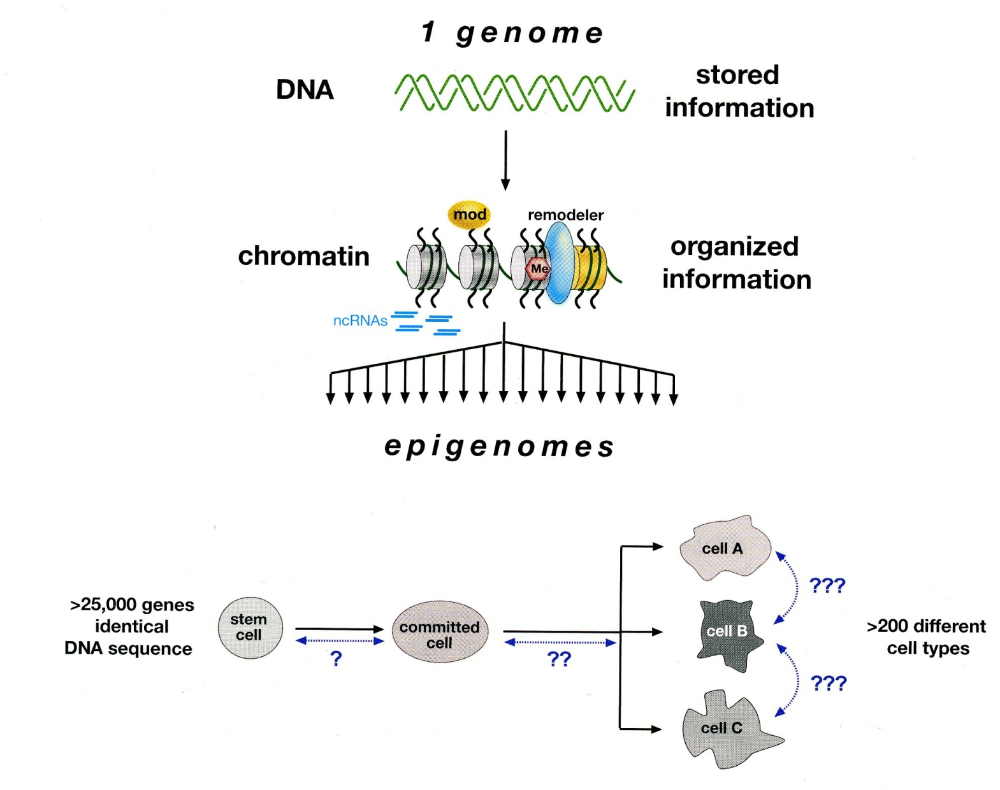 1 genome
DNA
stored
information
mod
remodeler
chromatin
Me
organized
information
ncRNAs
epigenomes
>25,000 genes
identical
DNA sequence
stem
cell
?
committed
cell
??
cell A
???
cell B
>200 different
cell types
???
cell C